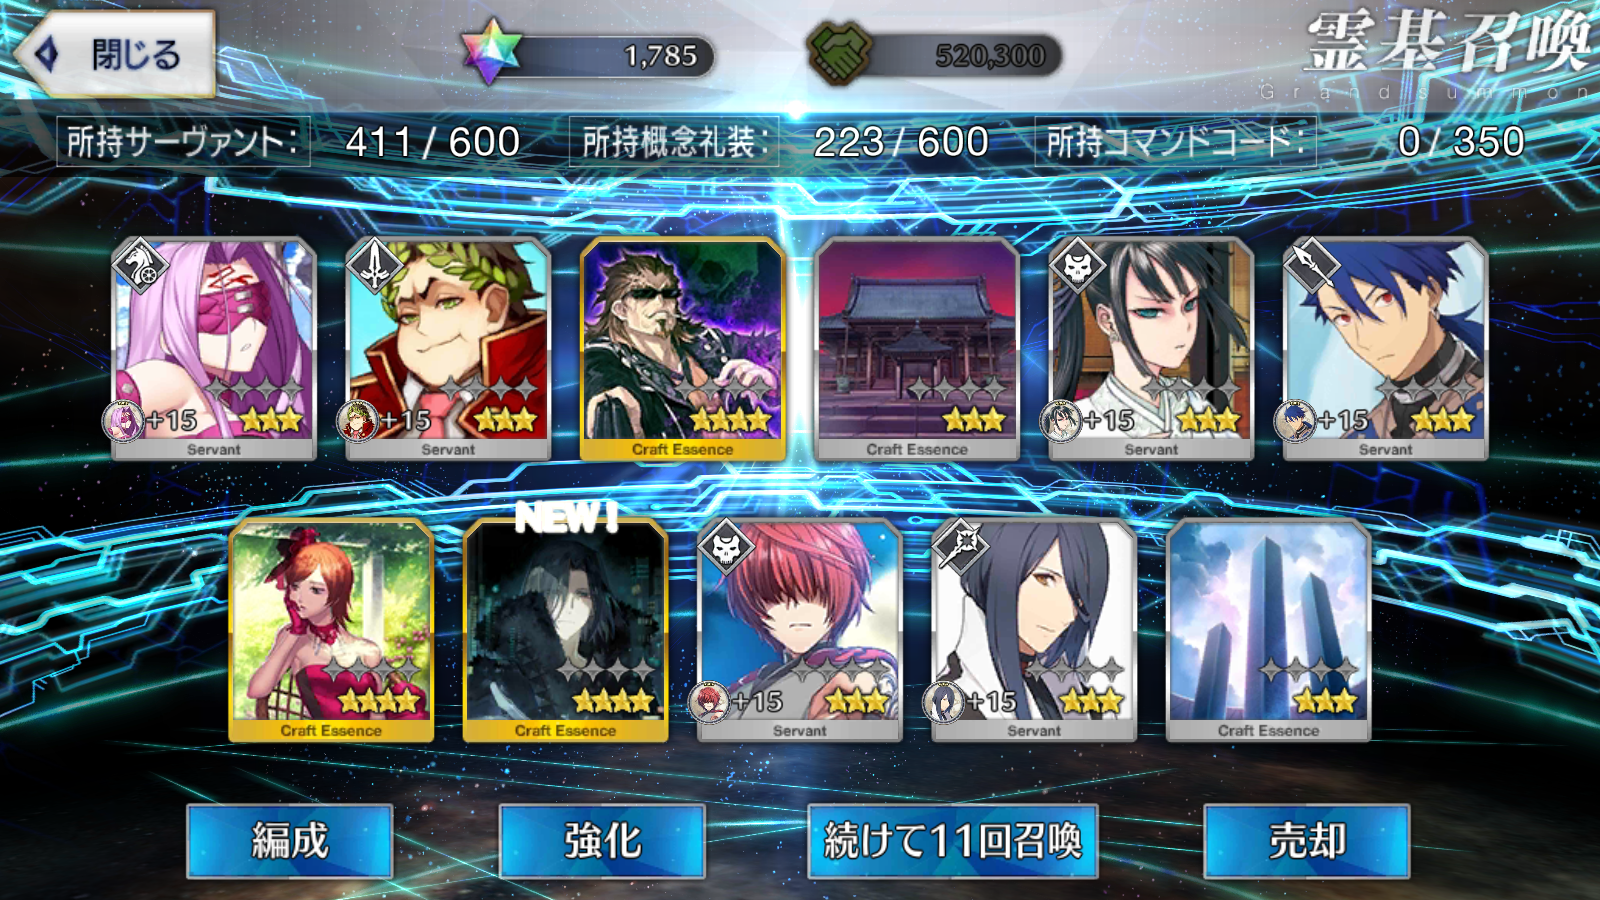 閉じる
1,785
520,300
霊基召喚
Grand summon
所持サーヴァント: 411 / 600
所持概念礼装: 223 / 600
所持コマンドコード: 0 / 350
+15
+15
+15
+15
Servant
Servant
Craft Essence
Craft Essence
Servant
Servant
NEW!
+15
+15
Craft Essence
Craft Essence
Servant
Servant
Craft Essence
編成
強化
続けて11回召喚
売却